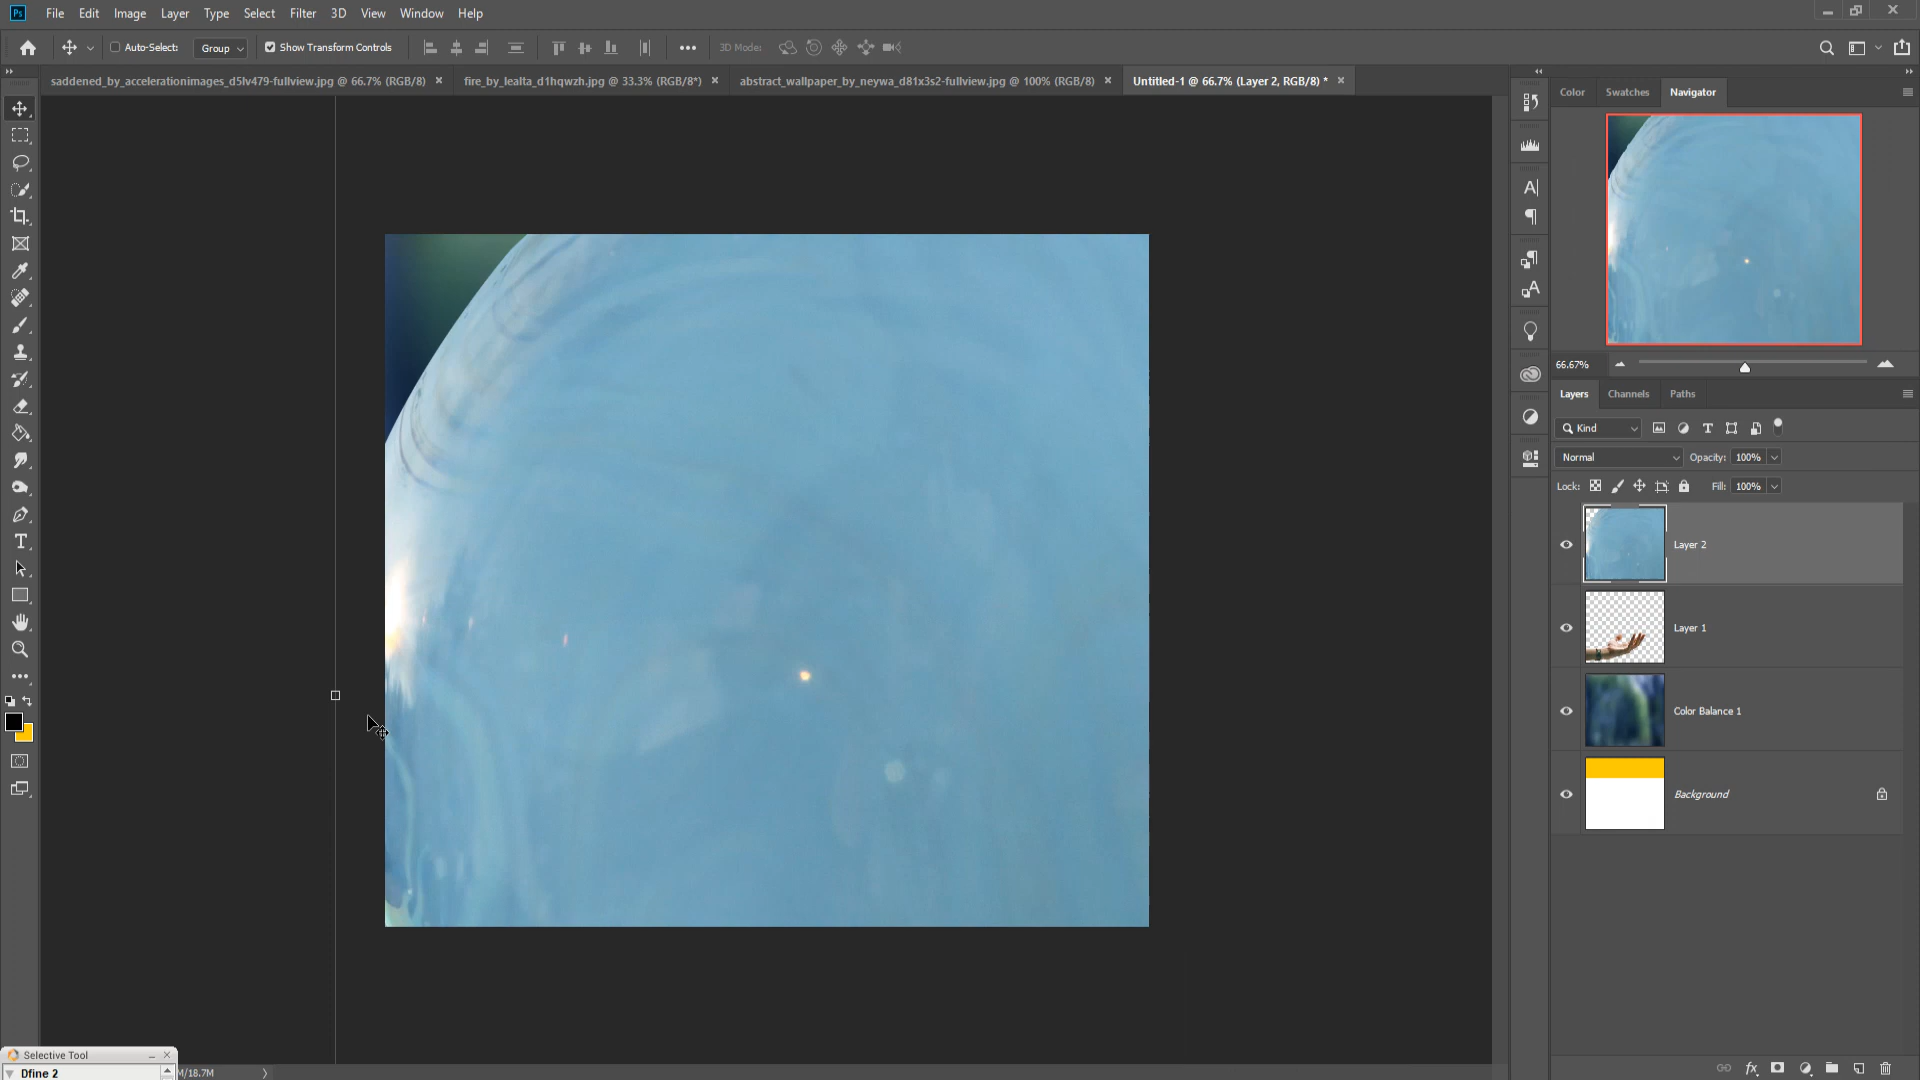 Ps File Edit Image Layer Type Select Filter 3D View Window Help
Auto-Select: Group Show Transform Controls 3D Mode:
saddened_by_accelerationimages_d5lv479-fullview.jpg @ 66.7% (RGB/8) fire_by_lealta_d1hqwzh.jpg @ 33.3% (RGB/8*) abstract_wallpaper_by_neywa_d81x3s2-fullview.jpg @ 100% (RGB/8) Untitled-1 @ 66.7% (Layer 2, RGB/8) *
Color Swatches Navigator
66.67%
Layers Channels Paths
Kind
Normal Opacity: 100%
Lock: Fill: 100%
Layer 2
Layer 1
Color Balance 1
Background
Selective Tool
Dfine 2
M/18.7M